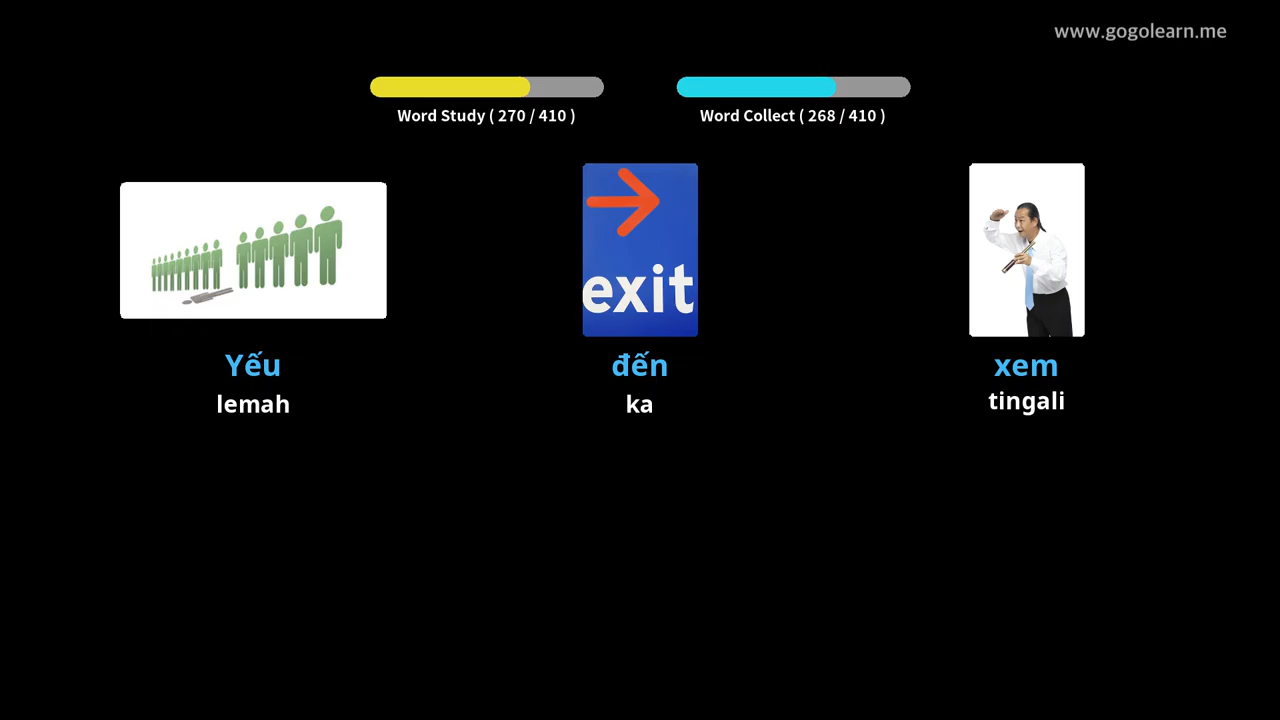 www.gogolearn.me
Word Study ( 270 / 410 )
Word Collect ( 268 / 410 )
exit
Yếu
đến
xem
lemah
ka
tingali